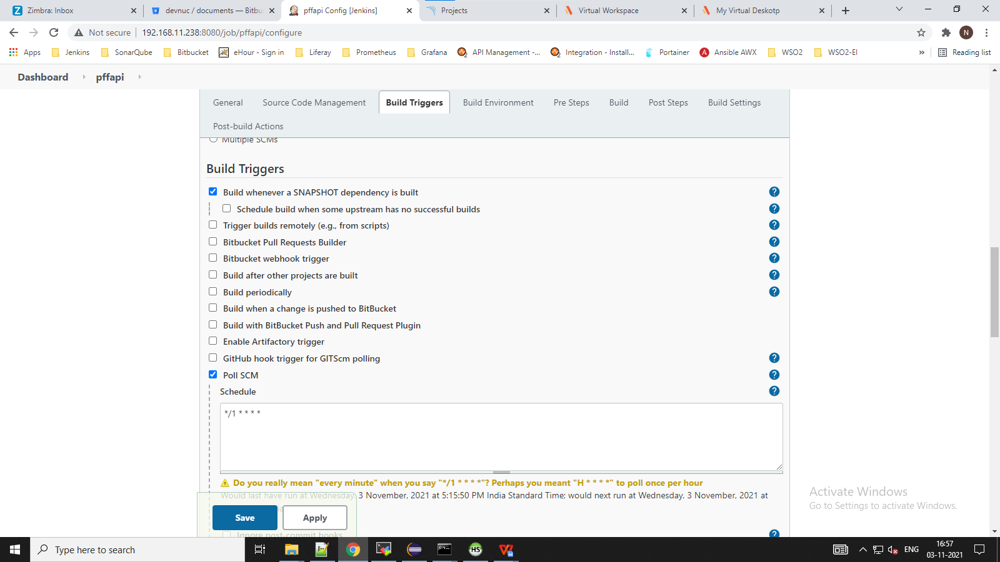 Zimbra: Inbox
devnuc / documents — Bitbu
pffapi Config [Jenkins]
Projects
Virtual Workspace
My Virtual Deskotp
Not secure
192.168.11.238:8080/job/pffapi/configure
N
Apps
Jenkins
SonarQube
Bitbucket
eHour - Sign in
Liferay
Prometheus
Grafana
API Management -...
Integration - Install...
Portainer
Ansible AWX
WSO2
WSO2-EI
»
Reading list
Dashboard
pffapi
General
Source Code Management
Build Triggers
Build Environment
Pre Steps
Build
Post Steps
Build Settings
Post-build Actions
Multiple SCMs
Build Triggers
Build whenever a SNAPSHOT dependency is built
Schedule build when some upstream has no successful builds
Trigger builds remotely (e.g., from scripts)
Bitbucket Pull Requests Builder
Bitbucket webhook trigger
Build after other projects are built
Build periodically
Build when a change is pushed to BitBucket
Build with BitBucket Push and Pull Request Plugin
Enable Artifactory trigger
GitHub hook trigger for GITScm polling
Poll SCM
Schedule
*/1 * * * *
Do you really mean "every minute" when you say "*/1 * * * *"? Perhaps you meant "H * * * *" to poll once per hour
Would last have run at Wednesday, 3 November, 2021 at 5:15:50 PM India Standard Time; would next run at Wednesday, 3 November, 2021 at
Save
Apply
Ignore post-commit hooks
Activate Windows
Go to Settings to activate Windows.
Type here to search
HS
ENG
16:57
03-11-2021